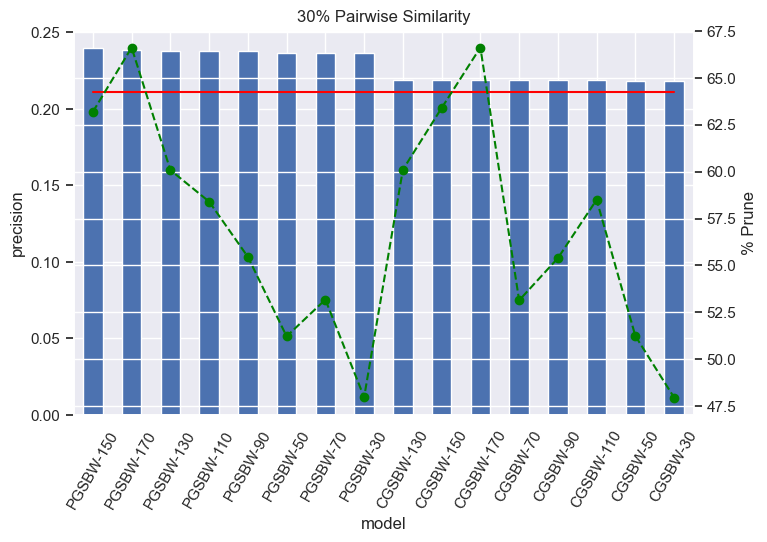 30% Pairwise Similarity
0.25
0.20
0.15
0.10
0.05
0.00
precision
67.5
65.0
62.5
60.0
57.5
55.0
52.5
50.0
47.5
% Prune
PGSBW-150
PGSBW-170
PGSBW-130
PGSBW-110
PGSBW-90
PGSBW-50
PGSBW-70
PGSBW-30
CGSBW-130
CGSBW-150
CGSBW-170
CGSBW-70
CGSBW-90
CGSBW-110
CGSBW-50
CGSBW-30
model